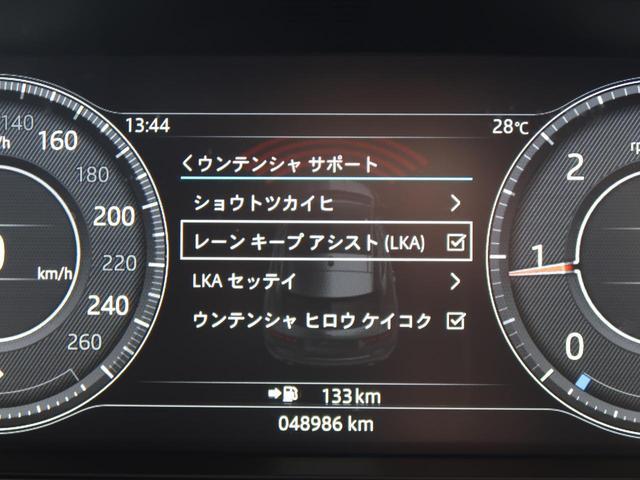 13:44
28℃
く ウンテンシャ サポート
ショウトツカイヒ
レーン キープ アシスト (LKA)
LKA セッテイ
ウンテンシャ ヒロウ ケイコク
133 km
048986 km
140
160
180
200
220
240
260
km/h
2
1
0